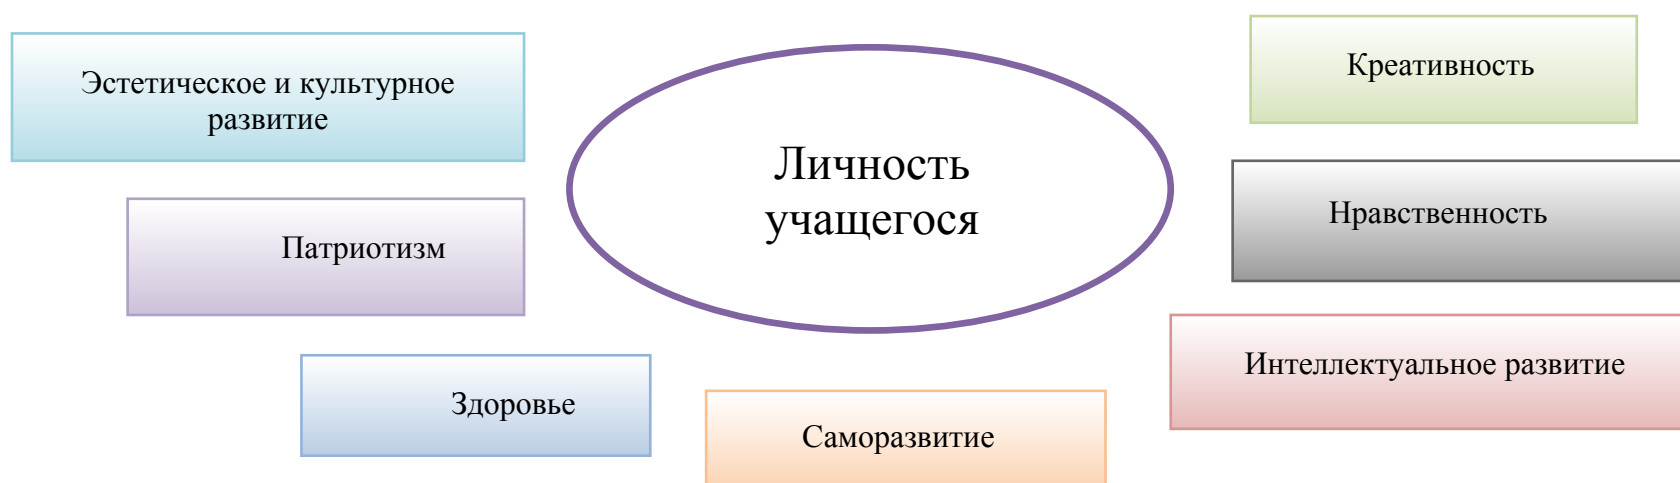 Эстетическое и культурное
развитие
Патриотизм
Здоровье
Личность
учащегося
Саморазвитие
Креативность
Нравственность
Интеллектуальное развитие